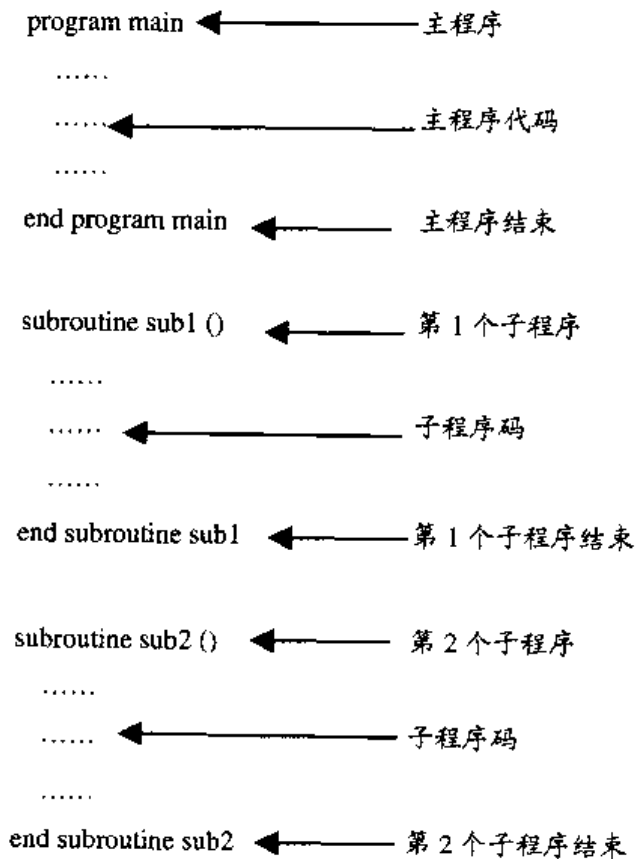 program main 主程序
......
...... 主程序代码
......
end program main 主程序结束
subroutine sub1 () 第 1 个子程序
......
...... 子程序码
......
end subroutine sub1 第 1 个子程序结束
subroutine sub2 () 第 2 个子程序
......
...... 子程序码
......
end subroutine sub2 第 2 个子程序结束